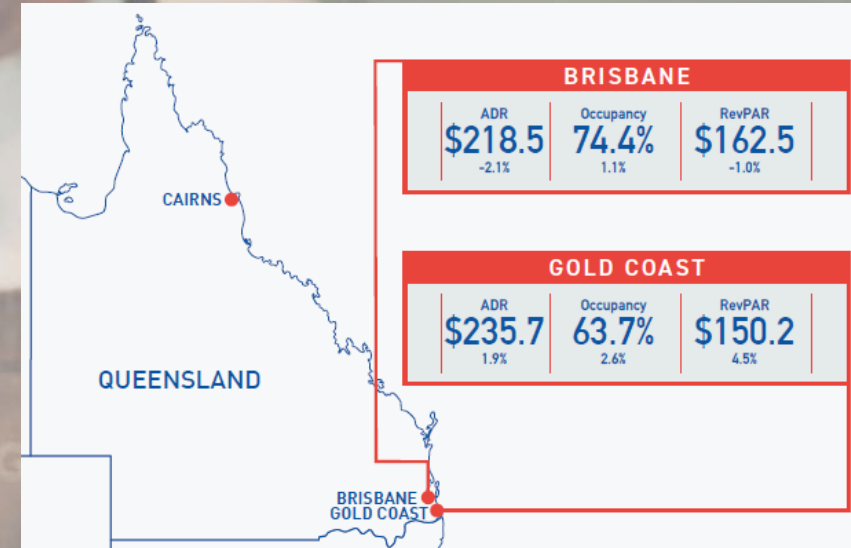 BRISBANE
ADR Occupancy RevPAR
$218.5 74.4% $162.5
-2.1% 1.1% -1.0%
CAIRNS
GOLD COAST
ADR Occupancy RevPAR
$235.7 63.7% $150.2
1.9% 2.6% 4.5%
QUEENSLAND
BRISBANE
GOLD COAST